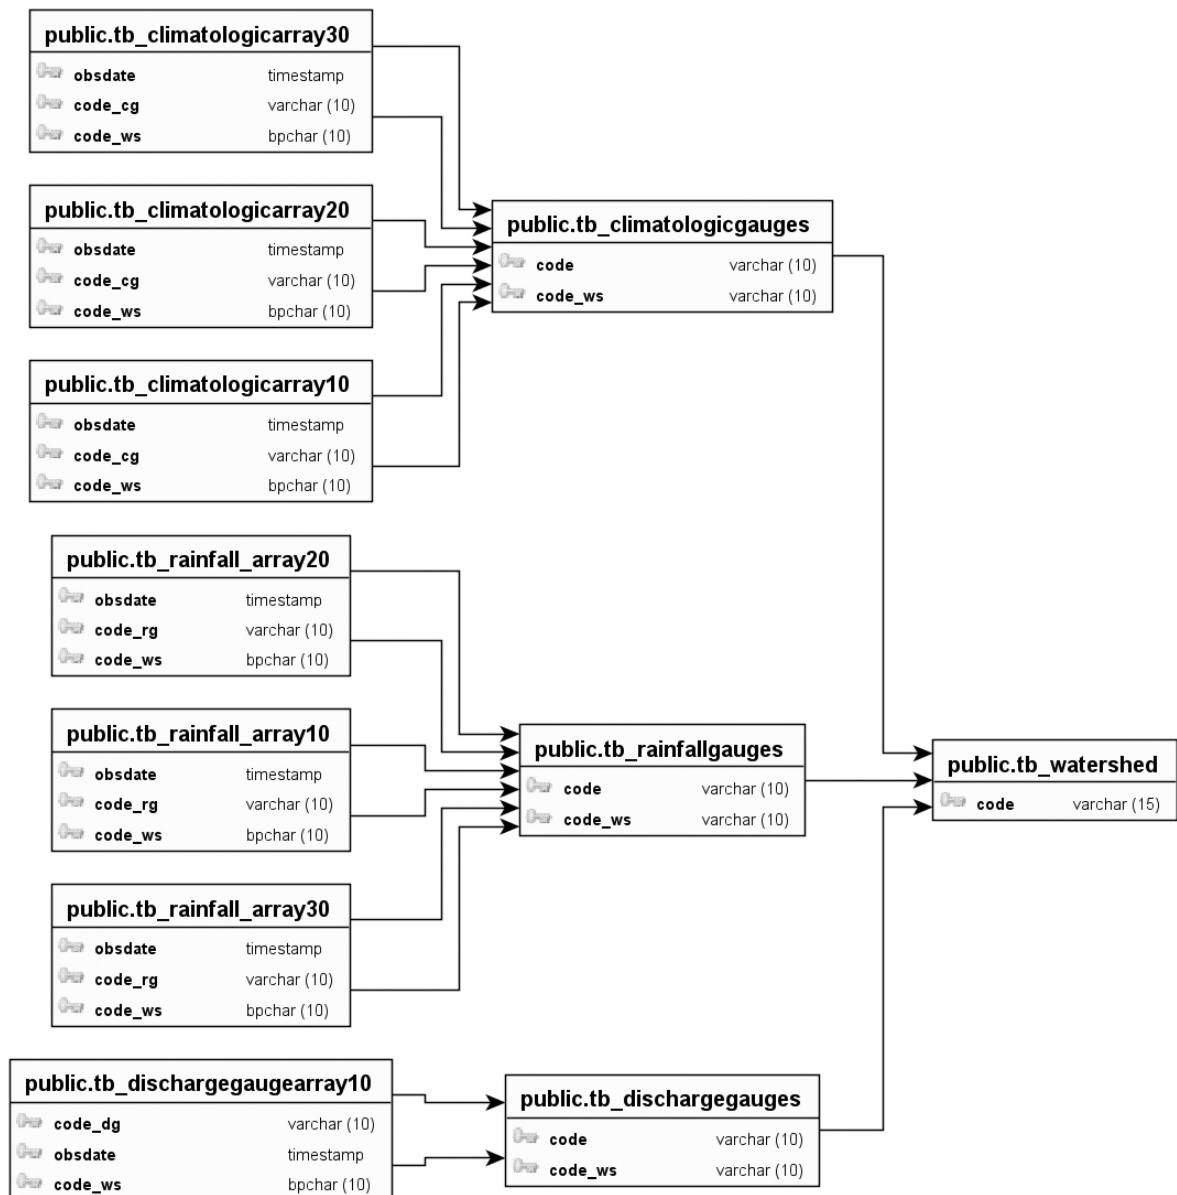 public.tb_climatologicarray30
obsdate timestamp
code_cg varchar (10)
code_ws bpchar (10)
public.tb_climatologicarray20
obsdate timestamp
code_cg varchar (10)
code_ws bpchar (10)
public.tb_climatologicarray10
obsdate timestamp
code_cg varchar (10)
code_ws bpchar (10)
public.tb_climatologicgauges
code varchar (10)
code_ws varchar (10)
public.tb_rainfall_array20
obsdate timestamp
code_rg varchar (10)
code_ws bpchar (10)
public.tb_rainfall_array10
obsdate timestamp
code_rg varchar (10)
code_ws bpchar (10)
public.tb_rainfall_array30
obsdate timestamp
code_rg varchar (10)
code_ws bpchar (10)
public.tb_rainfallgauges
code varchar (10)
code_ws varchar (10)
public.tb_watershed
code varchar (15)
public.tb_dischargegaugearray10
code_dg varchar (10)
obsdate timestamp
code_ws bpchar (10)
public.tb_dischargegauges
code varchar (10)
code_ws varchar (10)